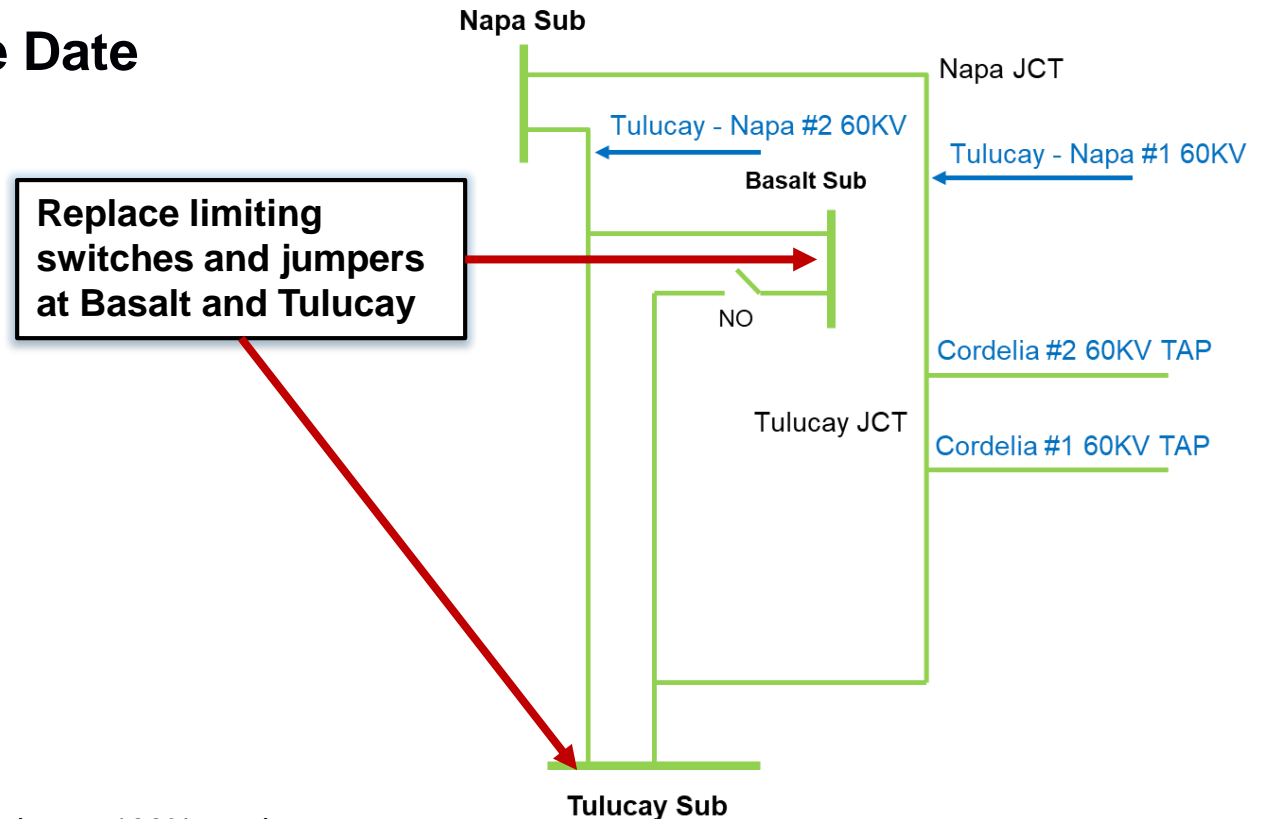 e Date
Napa Sub
Napa JCT
Tulucay - Napa #2 60KV
Tulucay - Napa #1 60KV
Basalt Sub
Replace limiting
switches and jumpers
at Basalt and Tulucay
NO
Cordelia #2 60KV TAP
Tulucay JCT
Cordelia #1 60KV TAP
Tulucay Sub